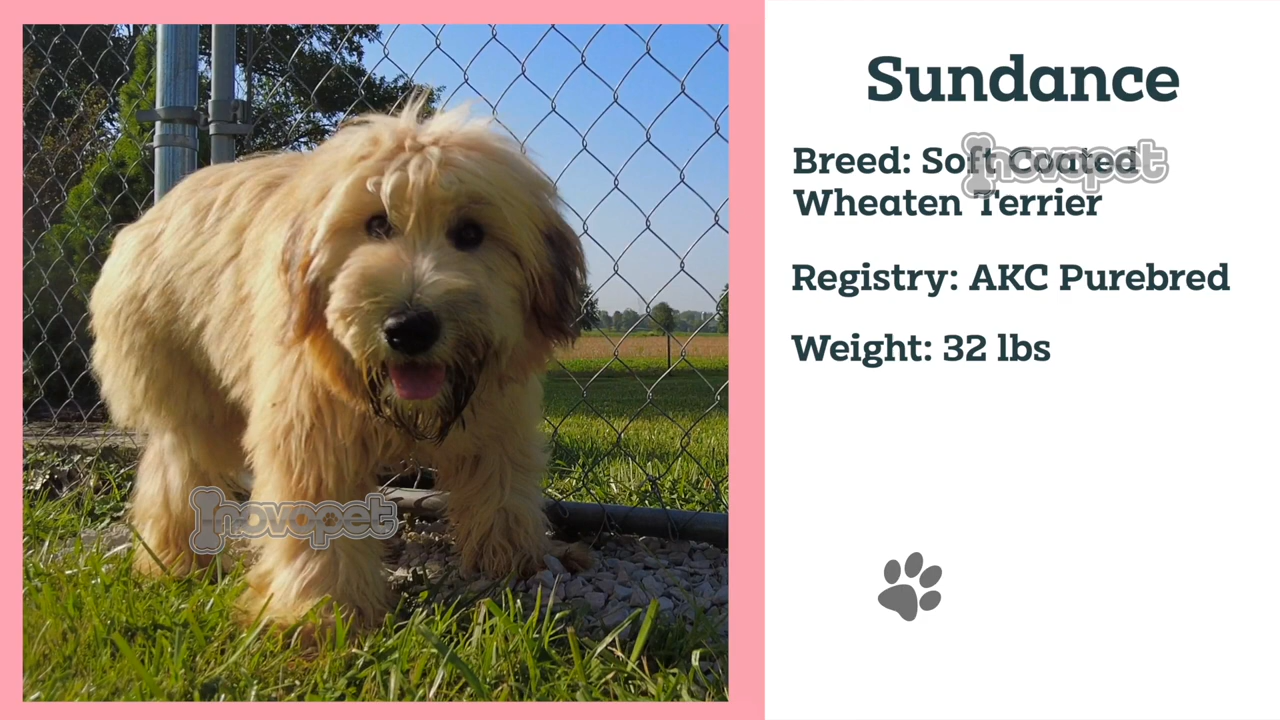 Sundance
Breed: Soft Coated
Wheaten Terrier
Registry: AKC Purebred
Weight: 32 lbs
Inovopet
Inovopet